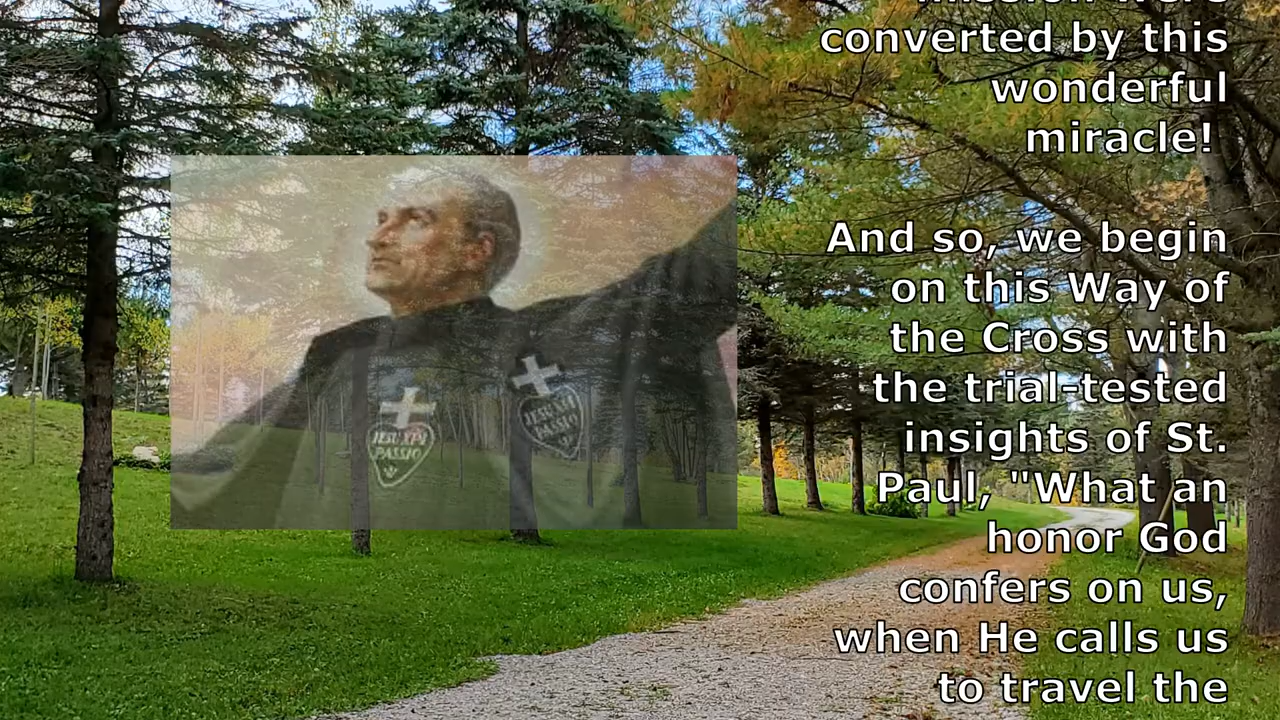 mission were
converted by this
wonderful
miracle!
And so, we begin
on this Way of
the Cross with
the trial-tested
insights of St.
Paul, "What an
honor God
confers on us,
when He calls us
to travel the
JESU XPI
PASSIO
JESU XPI
PASSIO